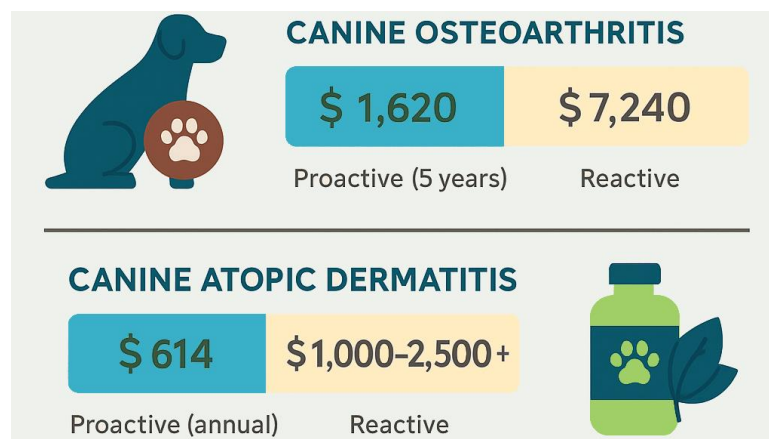 CANINE OSTEOARTHRITIS
$ 1,620 $7,240
Proactive (5 years) Reactive
CANINE ATOPIC DERMATITIS
$ 614 $1,000–2,500+
Proactive (annual) Reactive